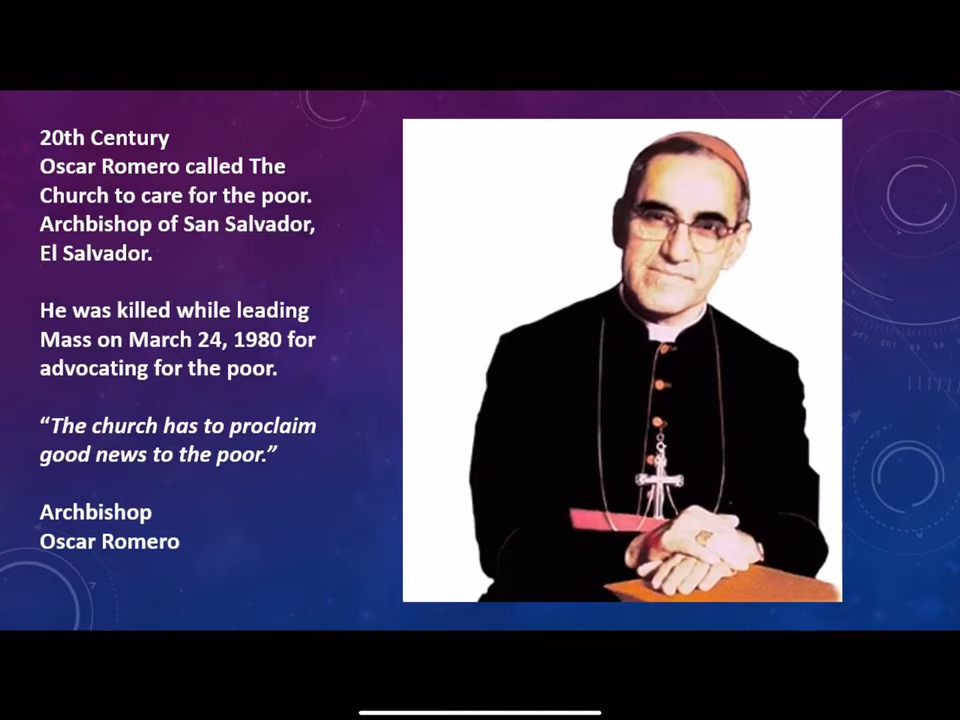 20th Century
Oscar Romero called The
Church to care for the poor.
Archbishop of San Salvador,
El Salvador.
He was killed while leading
Mass on March 24, 1980 for
advocating for the poor.
“The church has to proclaim
good news to the poor.”
Archbishop
Oscar Romero